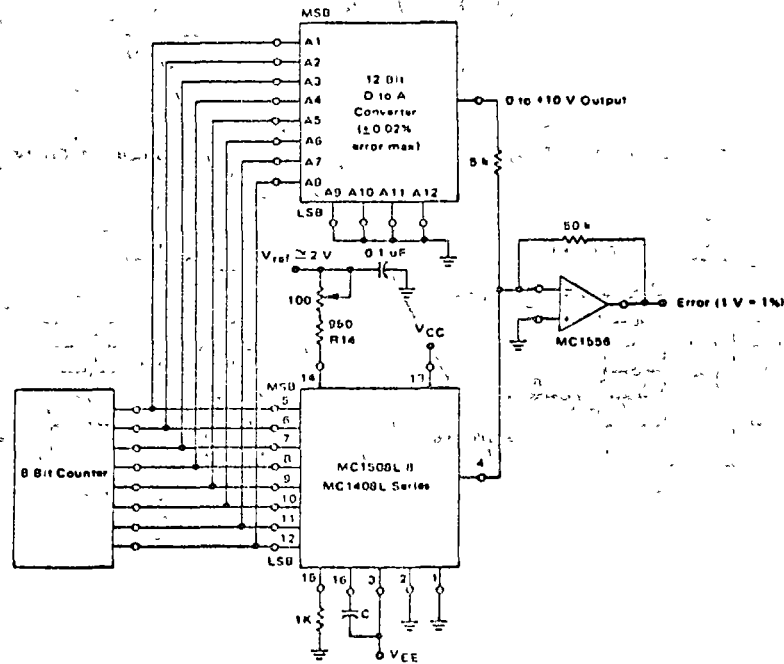 MSB
A1
A2
A3
A4
A5
A6
A7
A8
12 Bit
D to A
Converter
(±0.02%
error max)
A9 A10 A11 A12
LSB
0 to +10 V Output
5 k
50 k
Vref ≃ 2 V
0.1 uF
100
950
R14
VCC
− 
+
MC1556
Error (1 V = 1%)
14
13
MSB
5
6
7
8
9
10
11
12
LSB
8 Bit Counter
MC1508L 8
MC1408L Series
4
15 16 3 2 1
1K
C
VEE